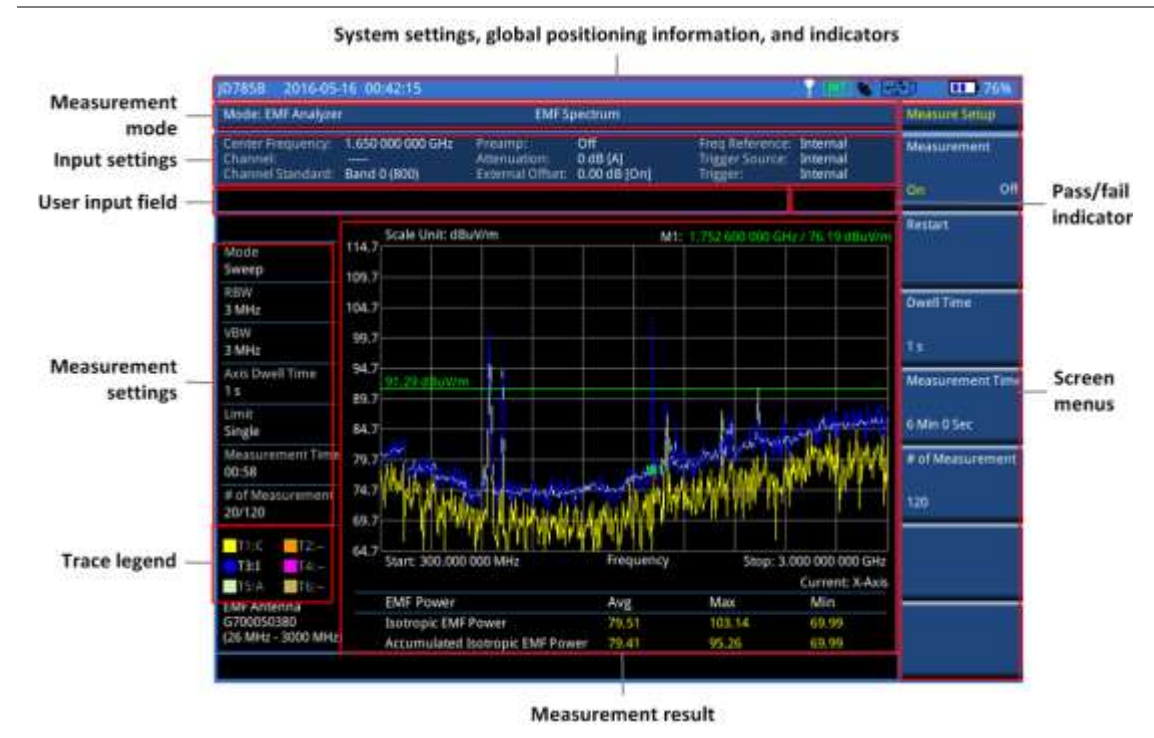 System settings, global positioning information, and indicators
JD785B 2016-05-16 00:42:15 76%
Measurement
mode
Mode: EMF Analyzer EMF Spectrum Measure Setup
Input settings
Center Frequency: 1.650 000 000 GHz Preamp: Off Freq Reference: Internal
Channel: ---- Attenuation: 0 dB [A] Trigger Source: Internal
Channel Standard: Band 0 (800) External Offset: 0.00 dB [On] Trigger: Internal
Measurement
On Off
User input field
Pass/fail
indicator
Restart
Scale Unit: dBuV/m M1: 1,752 600 000 GHz / 76.19 dBuV/m
114.7
109.7
104.7
99.7
94.7
89.7
84.7
79.7
74.7
69.7
64.7
91.29 dBuV/m
Mode
Sweep
RBW
3 MHz
VBW
3 MHz
Axis Dwell Time
1 s
Limit
Single
Measurement Time
00:58
# of Measurement
20/120
Measurement
settings
Dwell Time
1 s
Measurement Time
6 Min 0 Sec
# of Measurement
120
Screen
menus
Trace legend
T1:C T2:--
T3:I T4:--
T5:A T6:--
Start: 300.000 000 MHz Frequency Stop: 3.000 000 000 GHz
Current: X-Axis
EMF Antenna
G700050380
(26 MHz - 3000 MHz)
EMF Power Avg Max Min
Isotropic EMF Power 79.51 103.14 69.99
Accumulated Isotropic EMF Power 79.41 95.26 69.99
Measurement result